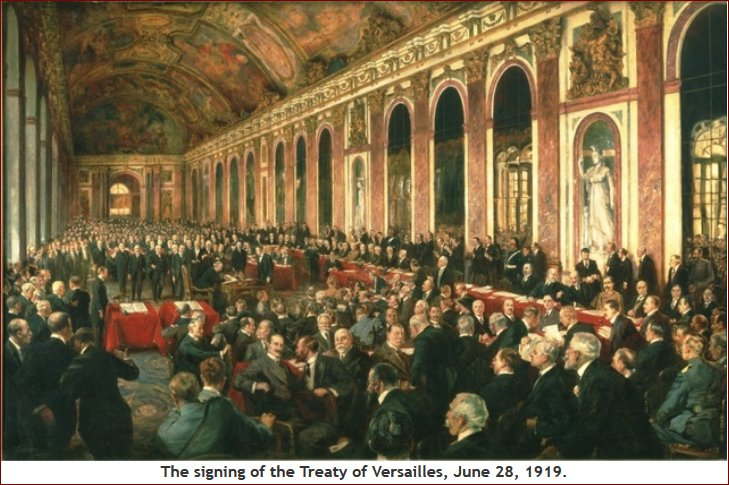 The signing of the Treaty of Versailles, June 28, 1919.